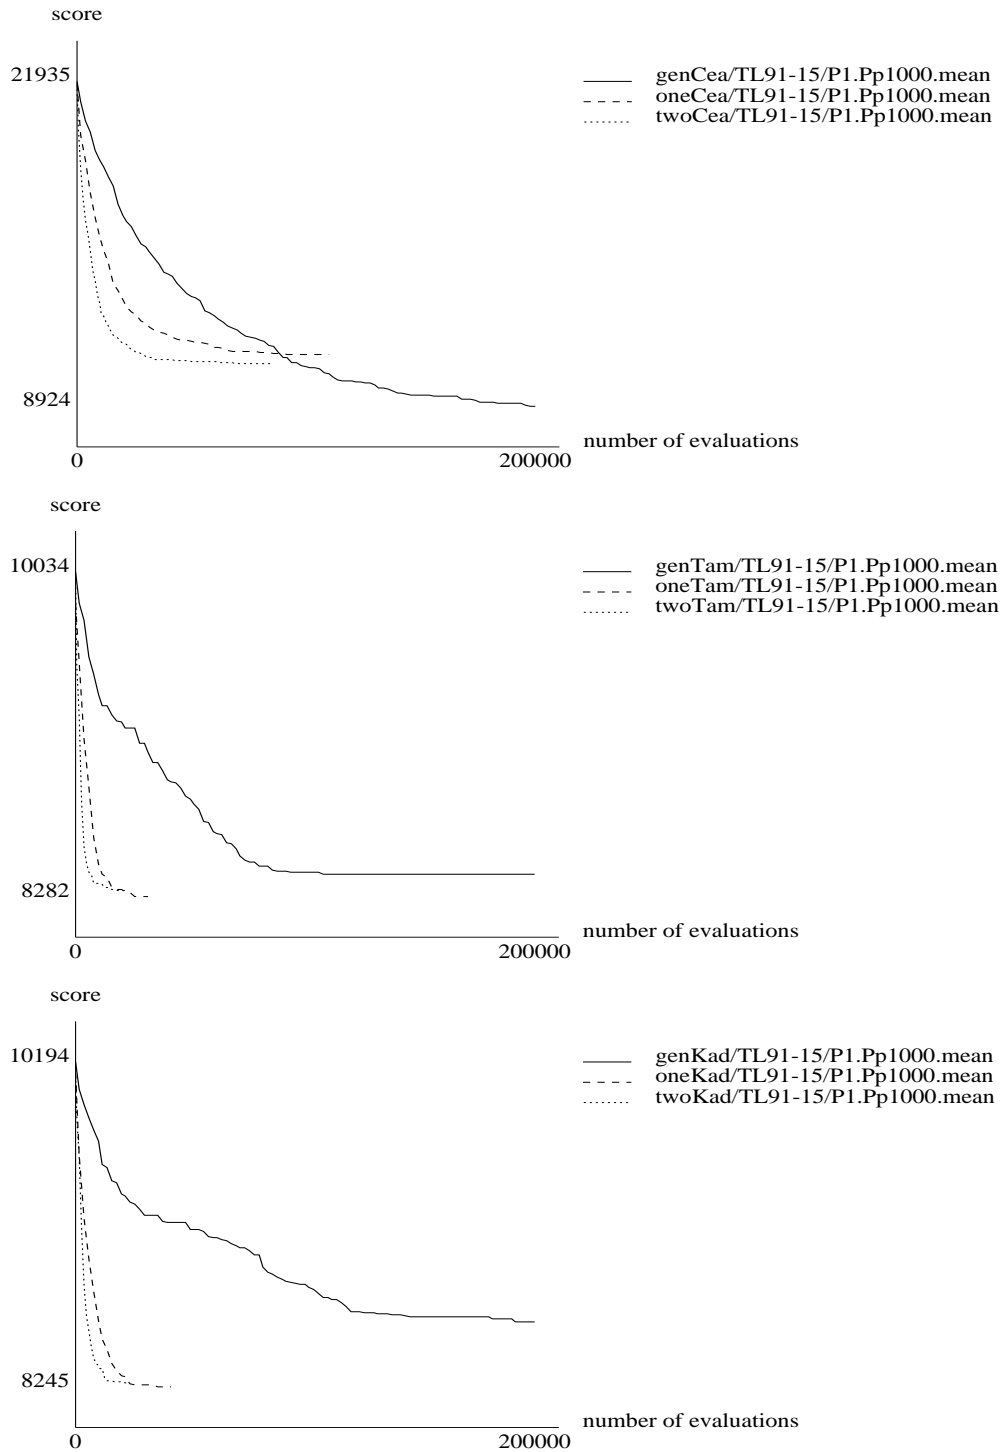 score
21935
genCea/TL91-15/P1.Pp1000.mean
oneCea/TL91-15/P1.Pp1000.mean
twoCea/TL91-15/P1.Pp1000.mean
8924
number of evaluations
0
200000
score
10034
genTam/TL91-15/P1.Pp1000.mean
oneTam/TL91-15/P1.Pp1000.mean
twoTam/TL91-15/P1.Pp1000.mean
8282
number of evaluations
0
200000
score
10194
genKad/TL91-15/P1.Pp1000.mean
oneKad/TL91-15/P1.Pp1000.mean
twoKad/TL91-15/P1.Pp1000.mean
8245
number of evaluations
0
200000